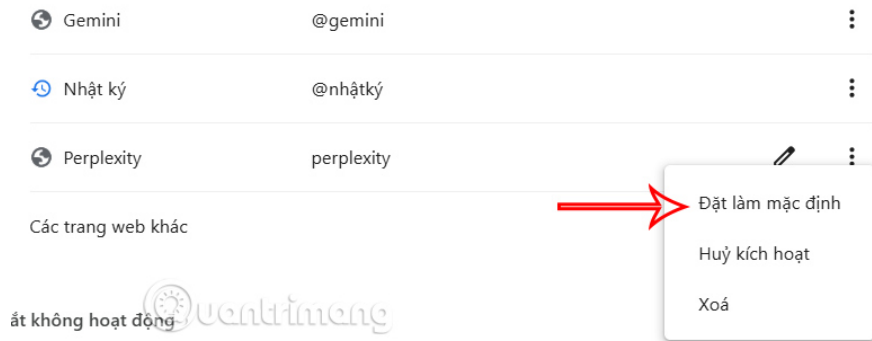 Gemini @gemini
Nhật ký @nhậtký
Perplexity perplexity
Đặt làm mặc định
Các trang web khác
Huỷ kích hoạt
Xoá
ắt không hoạt động
Quantrimang